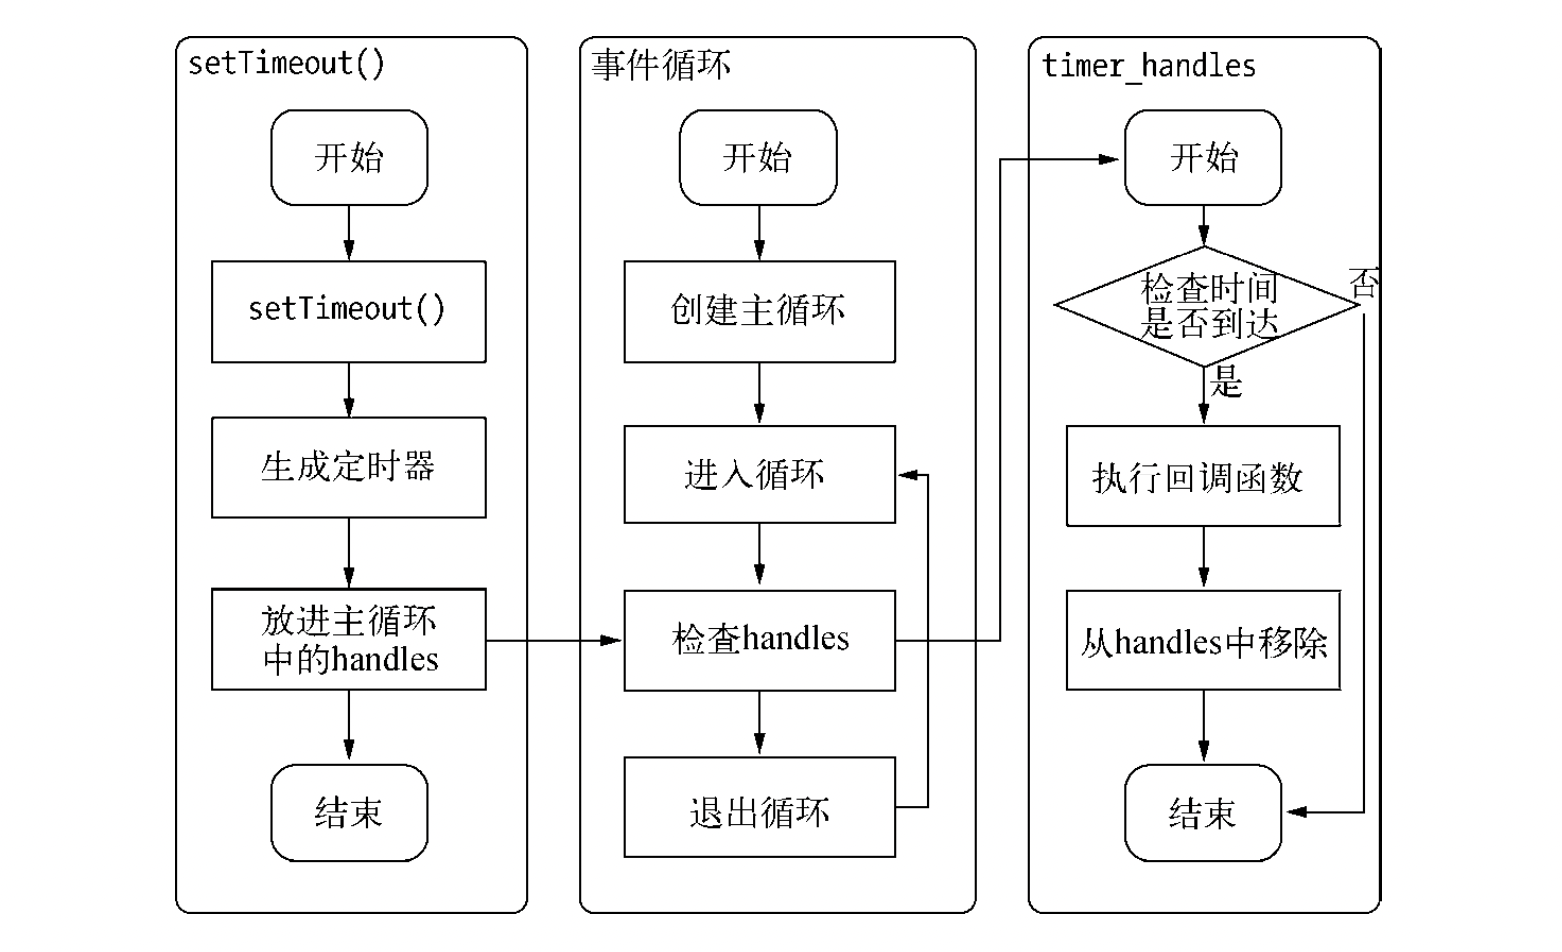 setTimeout()
开始
setTimeout()
生成定时器
放进主循环
中的handles
结束
事件循环
开始
创建主循环
进入循环
检查handles
退出循环
timer_handles
开始
检查时间
是否到达
否
是
执行回调函数
从handles中移除
结束